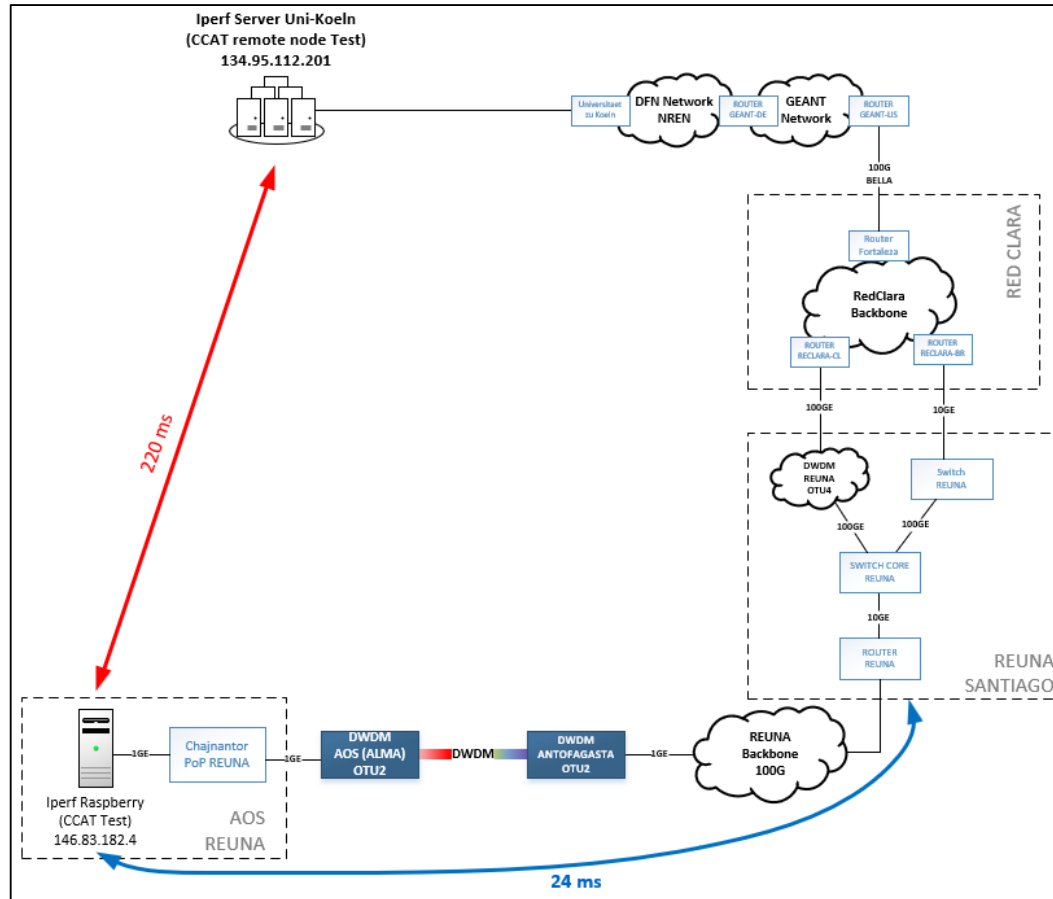 Iperf Server Uni-Koeln
(CCAT remote node Test)
134.95.112.201
Universitaet
zu Koeln
DFN Network
NREN
ROUTER
GEANT-DE
GEANT
Network
ROUTER
GEANT-LIS
100G
BELLA
RED CLARA
Router
Fortaleza
RedClara
Backbone
ROUTER
RECLARA-CL
ROUTER
RECLARA-BR
100GE
10GE
220 ms
DWDM
REUNA
OTU4
Switch
REUNA
100GE
100GE
SWITCH CORE
REUNA
10GE
ROUTER
REUNA
REUNA
SANTIAGO
1GE
Chajnantor
PoP REUNA
1GE
DWDM
AOS (ALMA)
OTU2
DWDM
DWDM
ANTOFAGASTA
OTU2
1GE
REUNA
Backbone
100G
Iperf Raspberry
(CCAT Test)
146.83.182.4
AOS
REUNA
24 ms